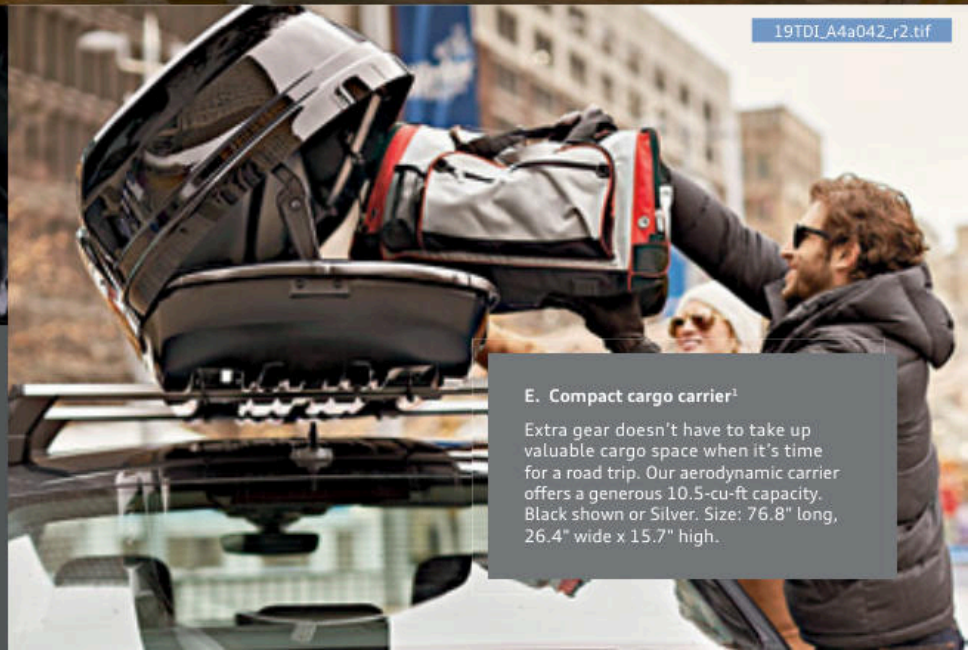 19TDI_A4a042_r2.tif
E. Compact cargo carrier¹
Extra gear doesn't have to take up
valuable cargo space when it's time
for a road trip. Our aerodynamic carrier
offers a generous 10.5-cu-ft capacity.
Black shown or Silver. Size: 76.8" long,
26.4" wide x 15.7" high.